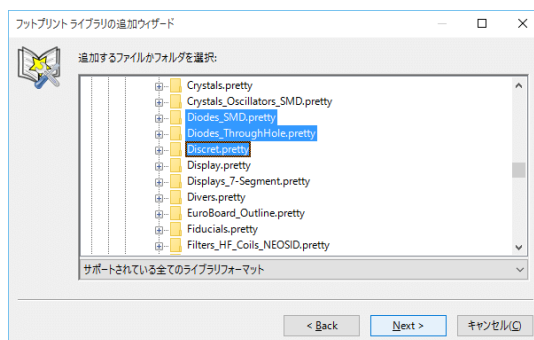 フットプリント ライブラリの追加ウィザード
追加するファイルかフォルダを選択:
Crystals.pretty
Crystals_Oscillators_SMD.pretty
Diodes_SMD.pretty
Diodes_ThroughHole.pretty
Discret.pretty
Display.pretty
Displays_7-Segment.pretty
Divers.pretty
EuroBoard_Outline.pretty
Fiducials.pretty
Filters_HF_Coils_NEOSID.pretty
サポートされている全てのライブラリフォーマット
< Back Next > キャンセル(C)